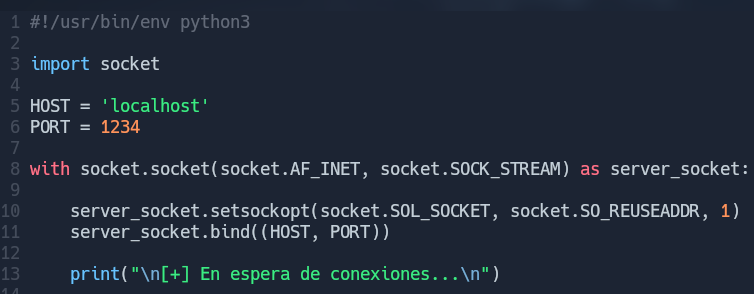 1 #!/usr/bin/env python3
2
3 import socket
4
5 HOST = 'localhost'
6 PORT = 1234
7
8 with socket.socket(socket.AF_INET, socket.SOCK_STREAM) as server_socket:
9
10     server_socket.setsockopt(socket.SOL_SOCKET, socket.SO_REUSEADDR, 1)
11     server_socket.bind((HOST, PORT))
12
13     print("\n[+] En espera de conexiones...\n")
14